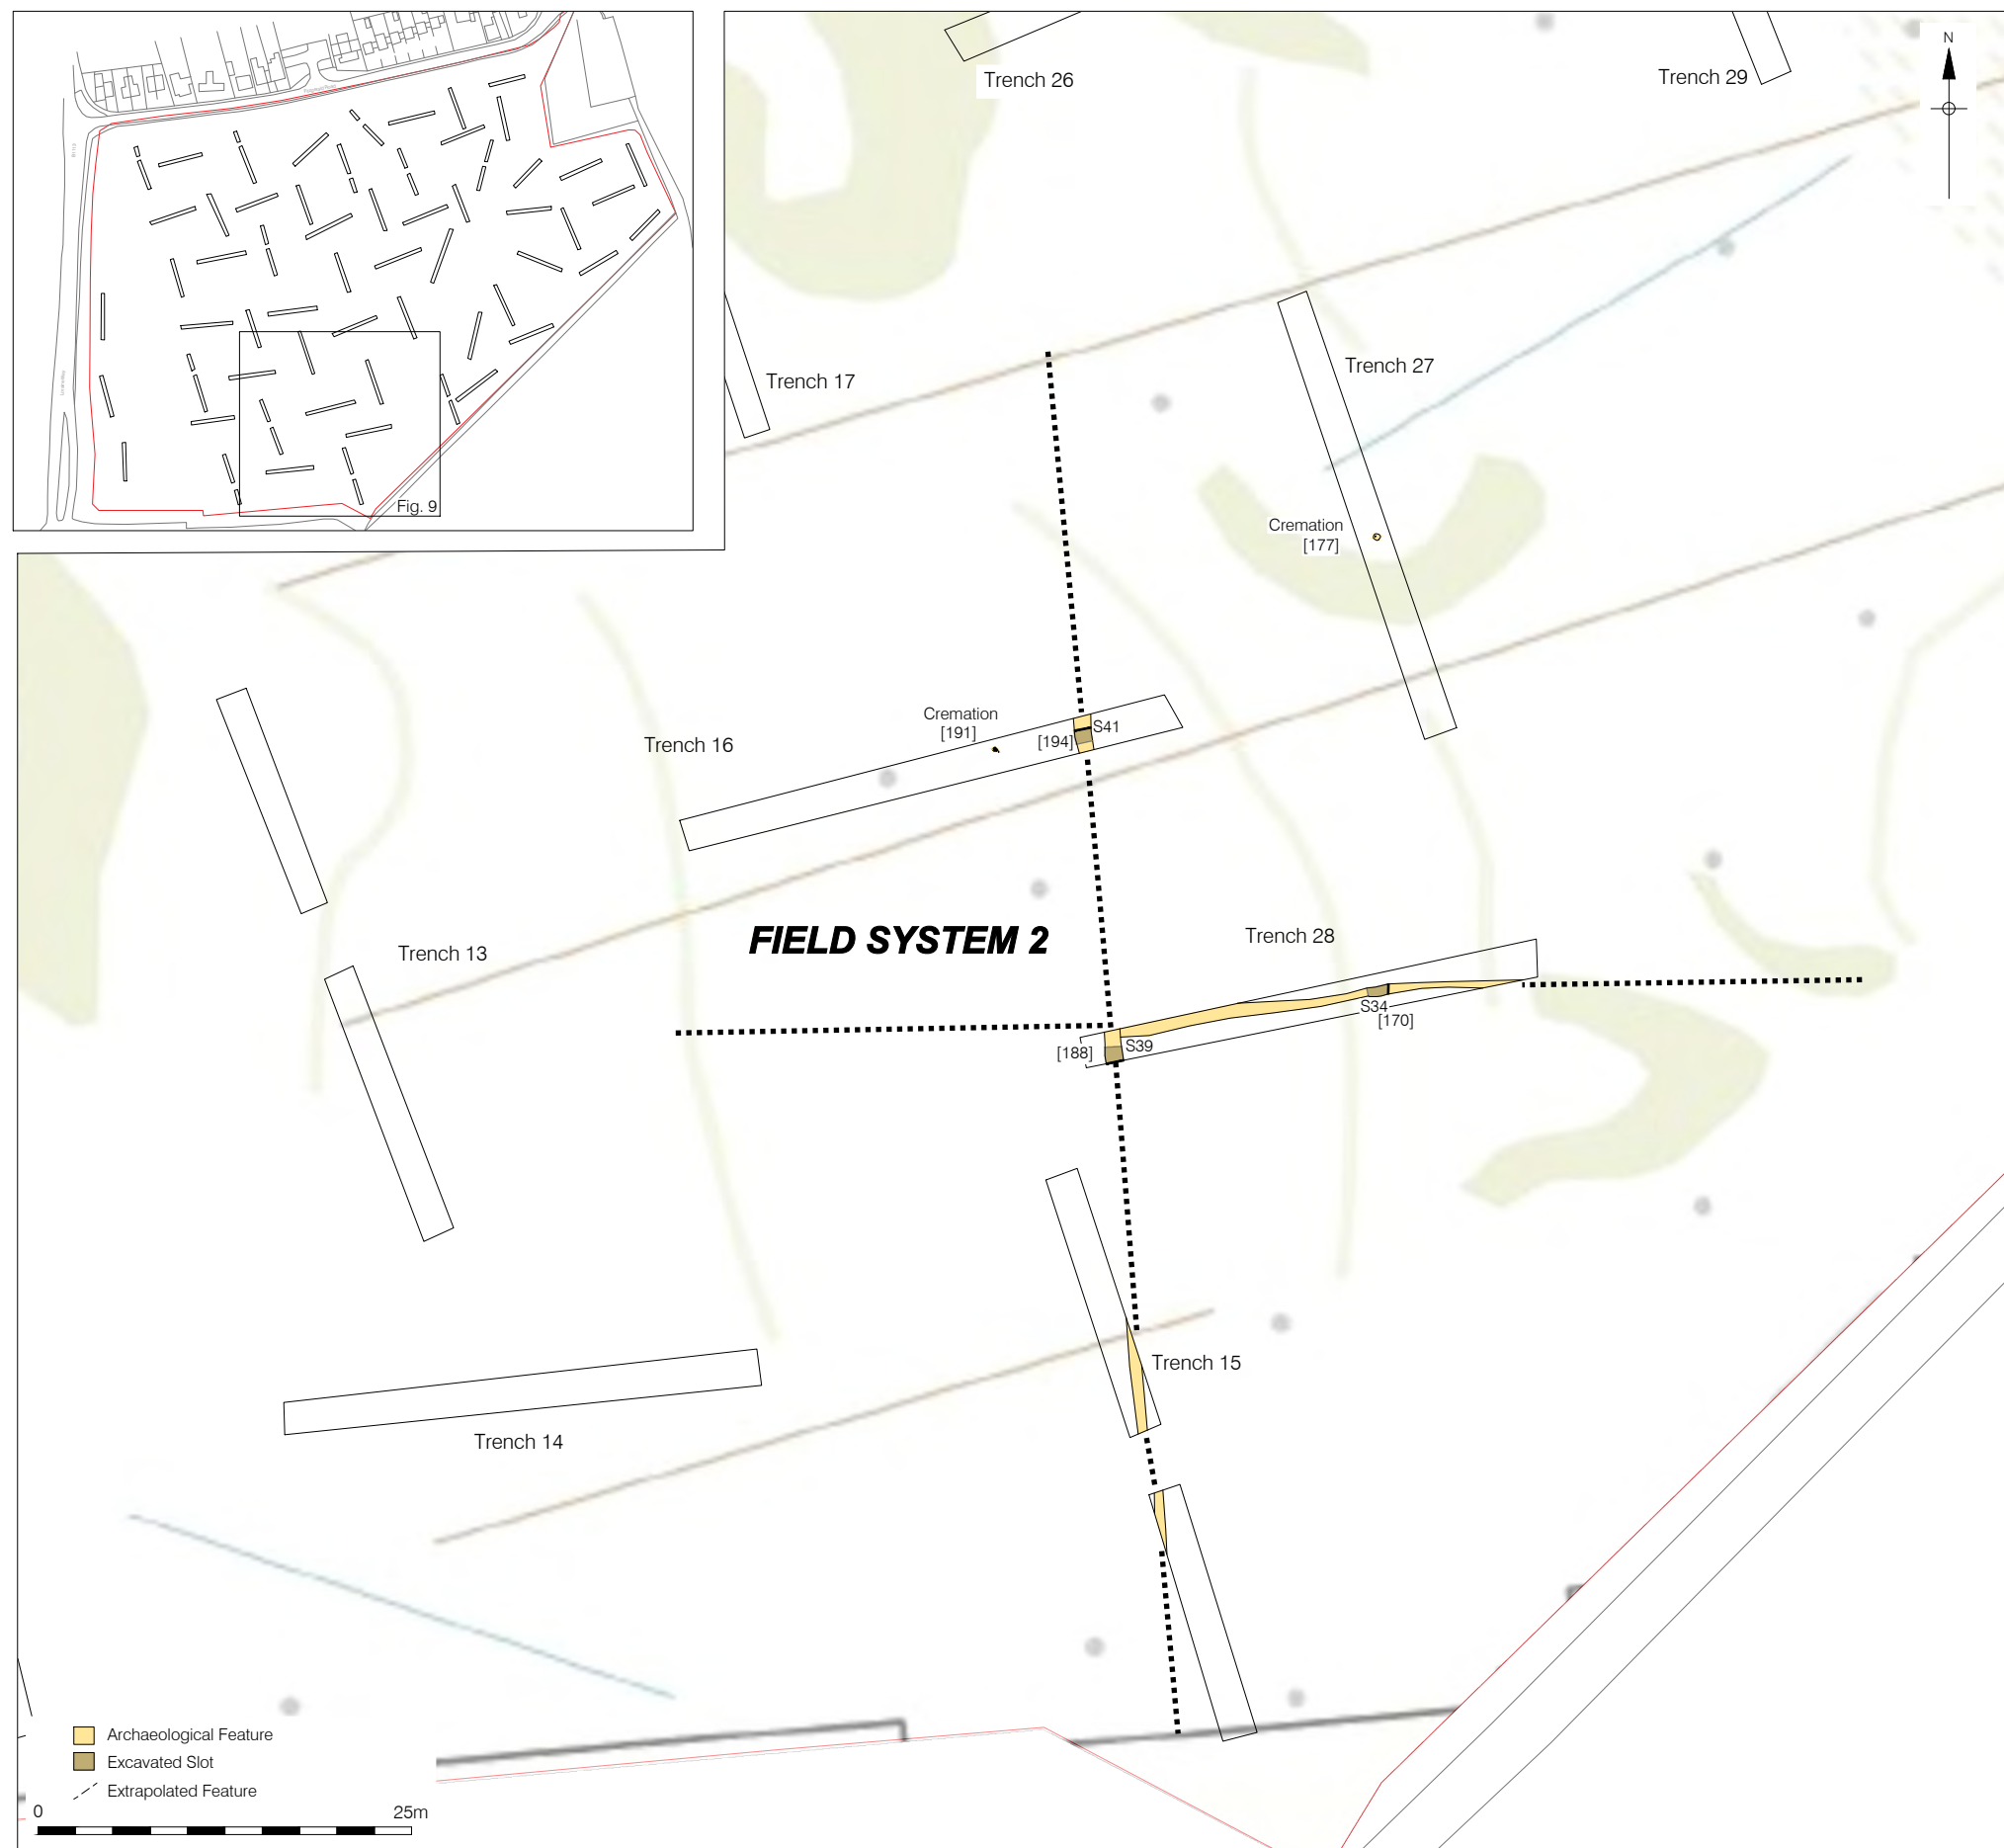 Fig. 9
N
Trench 26
Trench 29
Trench 17
Trench 27
Cremation
[177]
Cremation
[191]
Trench 16
[194]
S41
Trench 13
FIELD SYSTEM 2
Trench 28
S34
[170]
[188]
S39
Trench 15
Trench 14
Archaeological Feature
Excavated Slot
Extrapolated Feature
0
25m